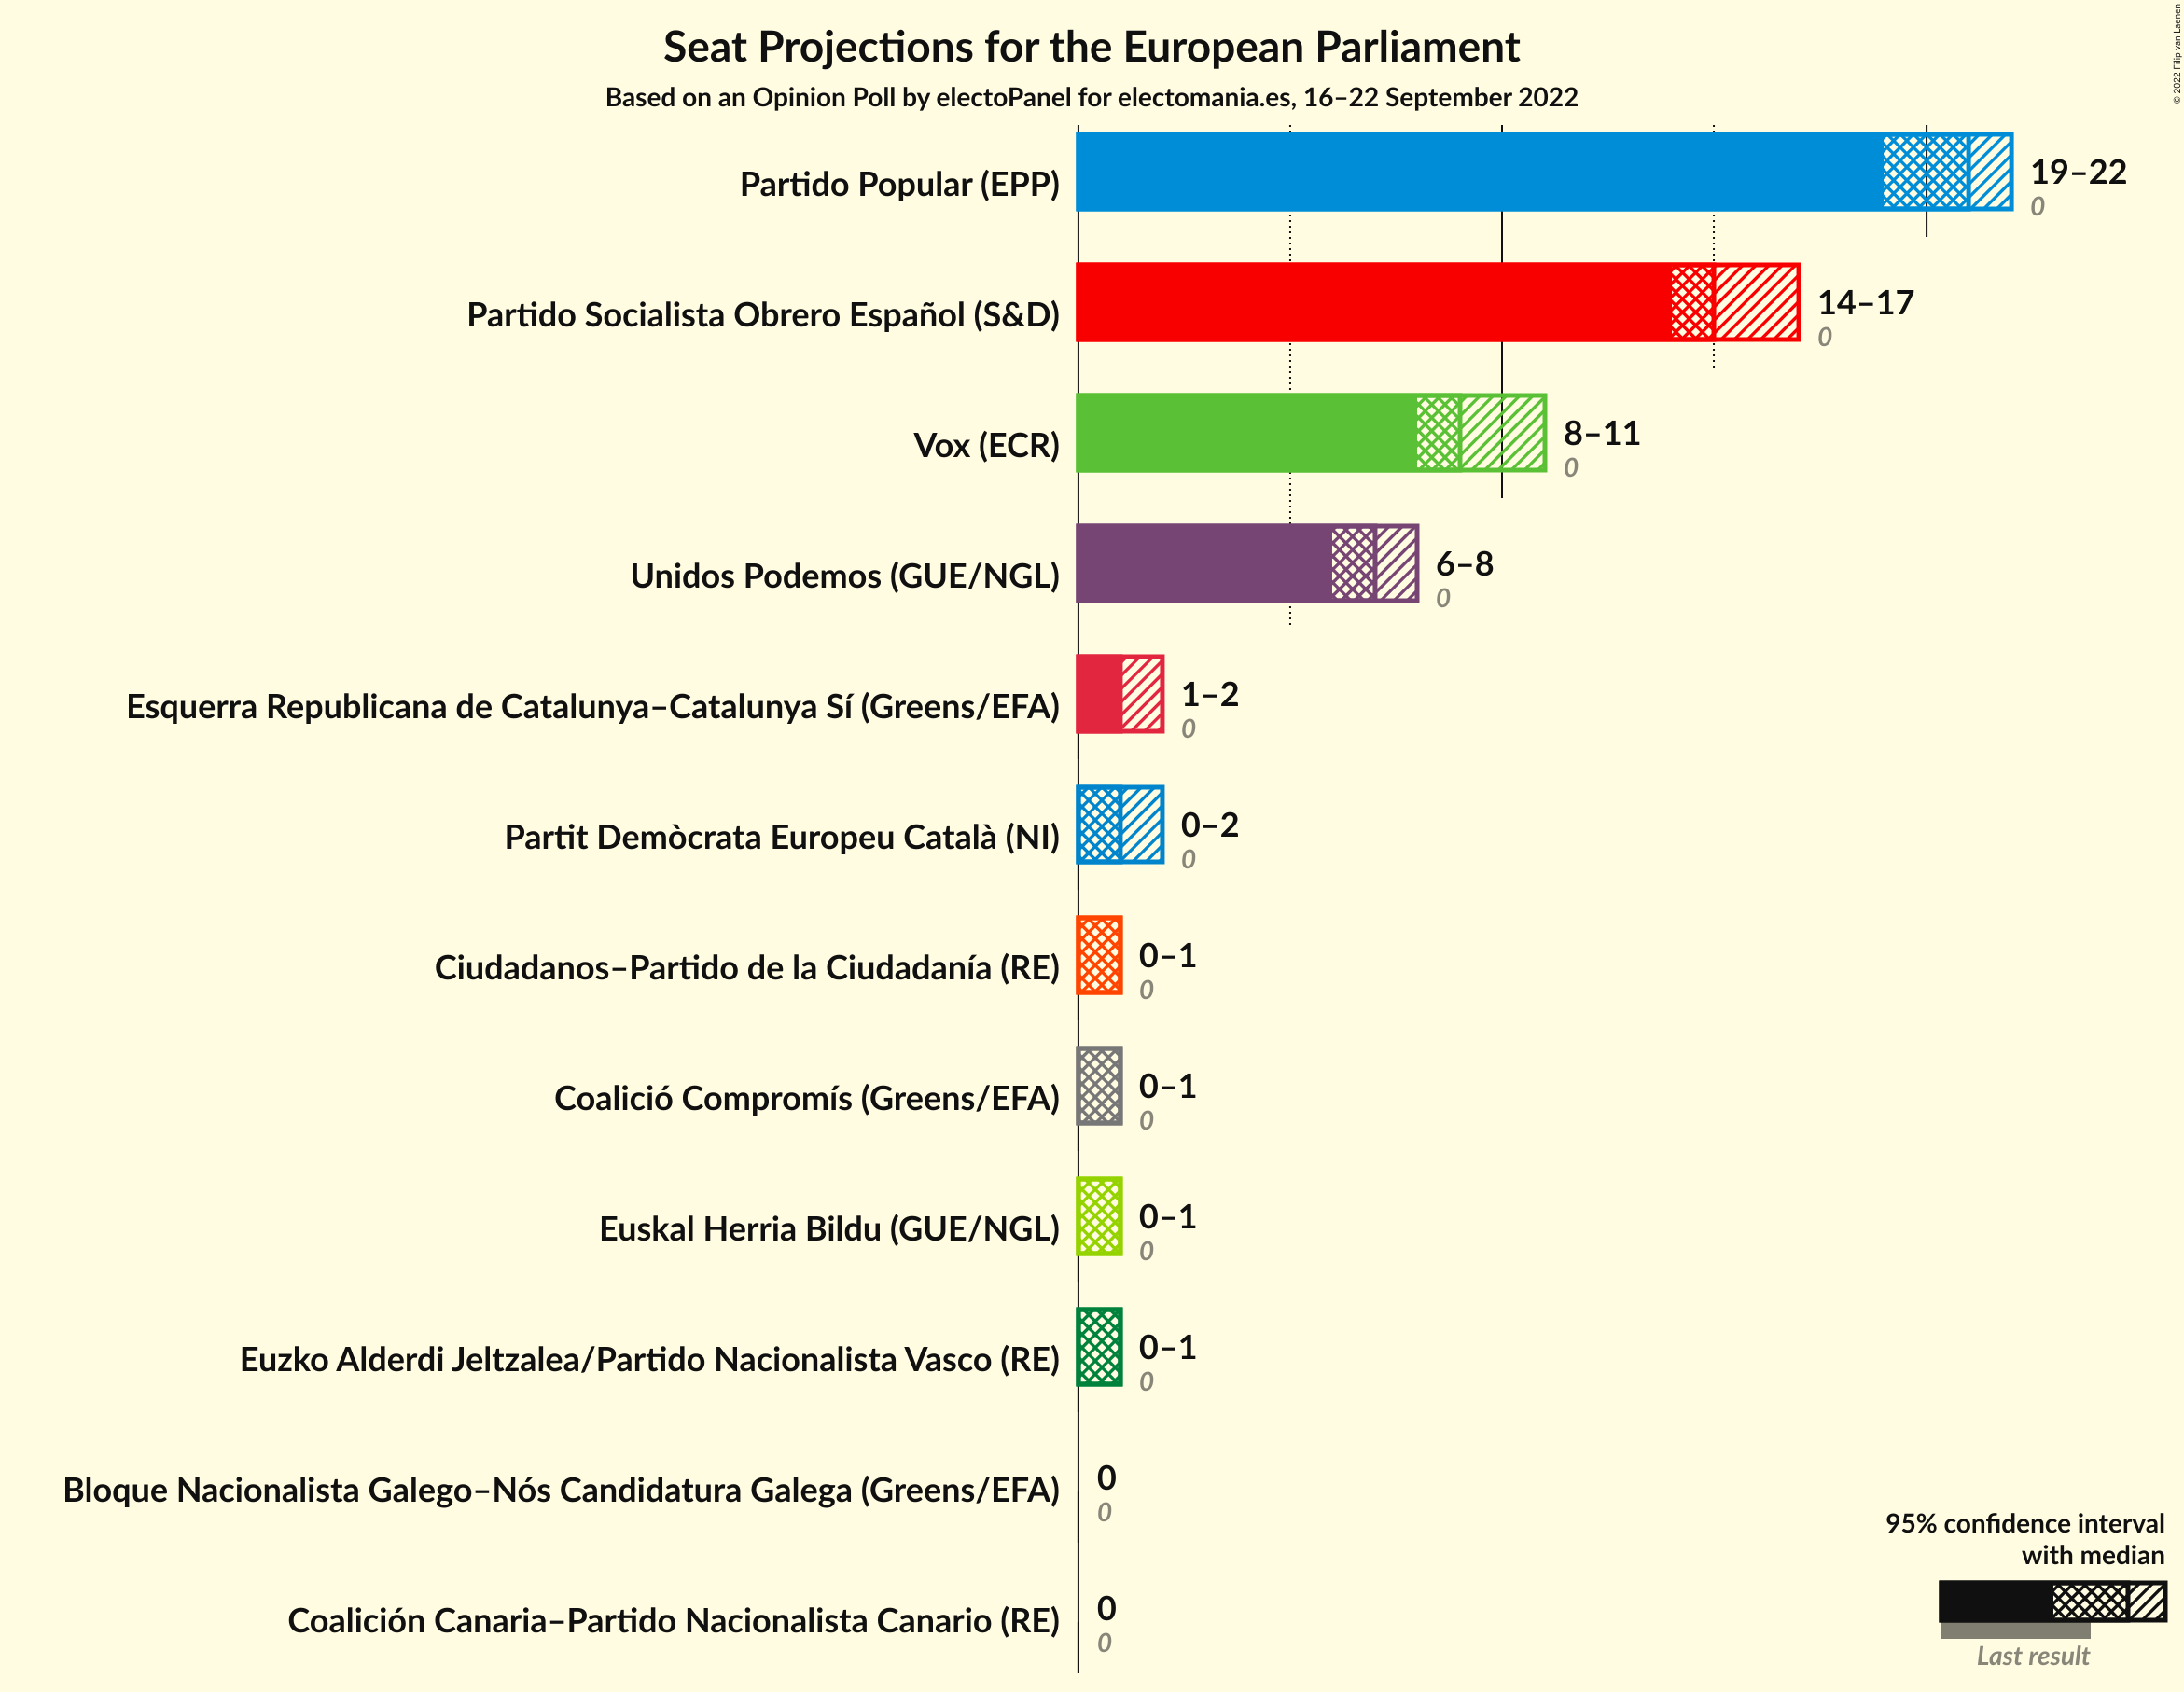 Seat Projections for the European Parliament
Based on an Opinion Poll by electoPanel for electomania.es, 16–22 September 2022
© 2022 Filip van Laenen
Partido Popular (EPP)
19–22
0
Partido Socialista Obrero Español (S&D)
14–17
0
Vox (ECR)
8–11
0
Unidos Podemos (GUE/NGL)
6–8
0
Esquerra Republicana de Catalunya–Catalunya Sí (Greens/EFA)
1–2
0
Partit Demòcrata Europeu Català (NI)
0–2
0
Ciudadanos–Partido de la Ciudadanía (RE)
0–1
0
Coalició Compromís (Greens/EFA)
0–1
0
Euskal Herria Bildu (GUE/NGL)
0–1
0
Euzko Alderdi Jeltzalea/Partido Nacionalista Vasco (RE)
0–1
0
Bloque Nacionalista Galego–Nós Candidatura Galega (Greens/EFA)
0
0
Coalición Canaria–Partido Nacionalista Canario (RE)
0
0
95% confidence interval
with median
Last result